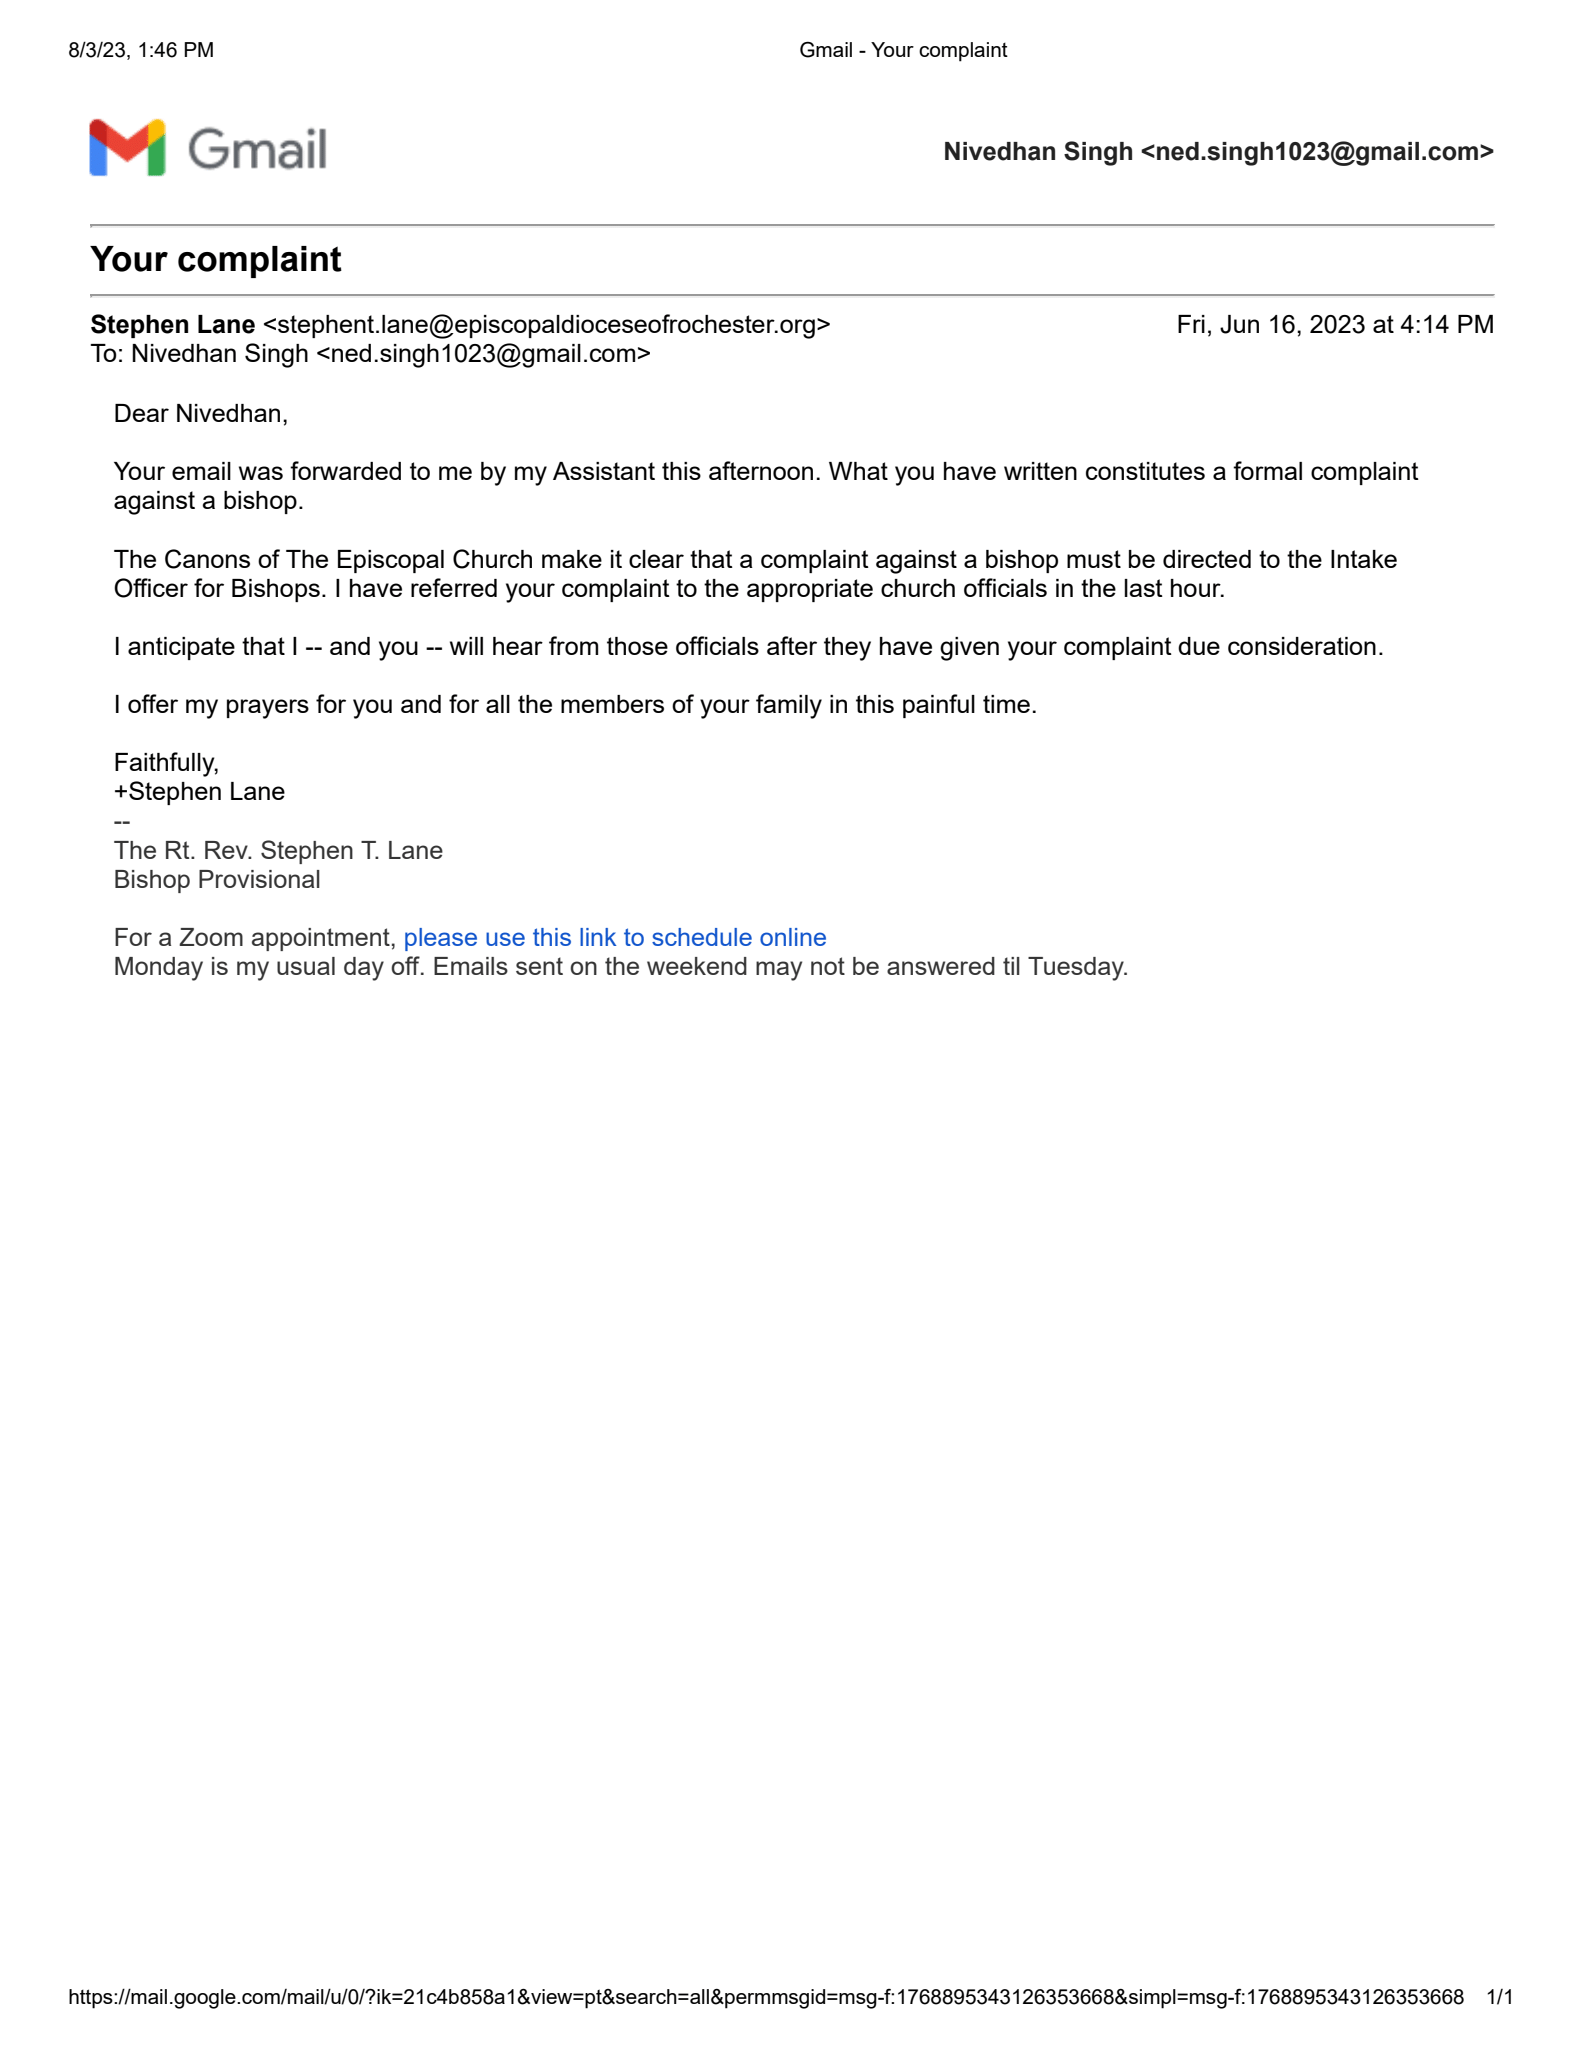 8/3/23, 1:46 PM
Gmail - Your complaint
Gmail
Nivedhan Singh <ned.singh1023@gmail.com>
Your complaint
Stephen Lane <stephent.lane@episcopaldioceseofrochester.org>
Fri, Jun 16, 2023 at 4:14 PM
To: Nivedhan Singh <ned.singh1023@gmail.com>
Dear Nivedhan,
Your email was forwarded to me by my Assistant this afternoon. What you have written constitutes a formal complaint
against a bishop.
The Canons of The Episcopal Church make it clear that a complaint against a bishop must be directed to the Intake
Officer for Bishops. I have referred your complaint to the appropriate church officials in the last hour.
I anticipate that I -- and you -- will hear from those officials after they have given your complaint due consideration.
I offer my prayers for you and for all the members of your family in this painful time.
Faithfully,
+Stephen Lane
--
The Rt. Rev. Stephen T. Lane
Bishop Provisional
For a Zoom appointment, please use this link to schedule online
Monday is my usual day off. Emails sent on the weekend may not be answered til Tuesday.
https://mail.google.com/mail/u/0/?ik=21c4b858a1&view=pt&search=all&permmsgid=msg-f:1768895343126353668&simpl=msg-f:1768895343126353668
1/1